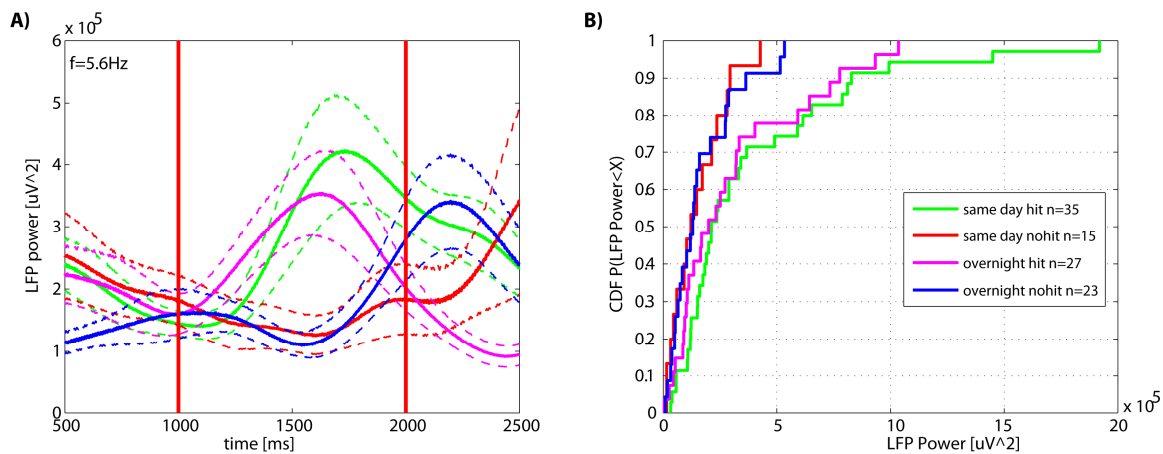 A)
x 10^5
f=5.6Hz
LFP power [uV^2]
6
5
4
3
2
1
0
500
1000
1500
2000
2500
time [ms]
B)
CDF P(LFP Power<X)
1
0.9
0.8
0.7
0.6
0.5
0.4
0.3
0.2
0.1
0
same day hit n=35
same day nohit n=15
overnight hit n=27
overnight nohit n=23
0
5
10
15
20
x 10^5
LFP Power [uV^2]